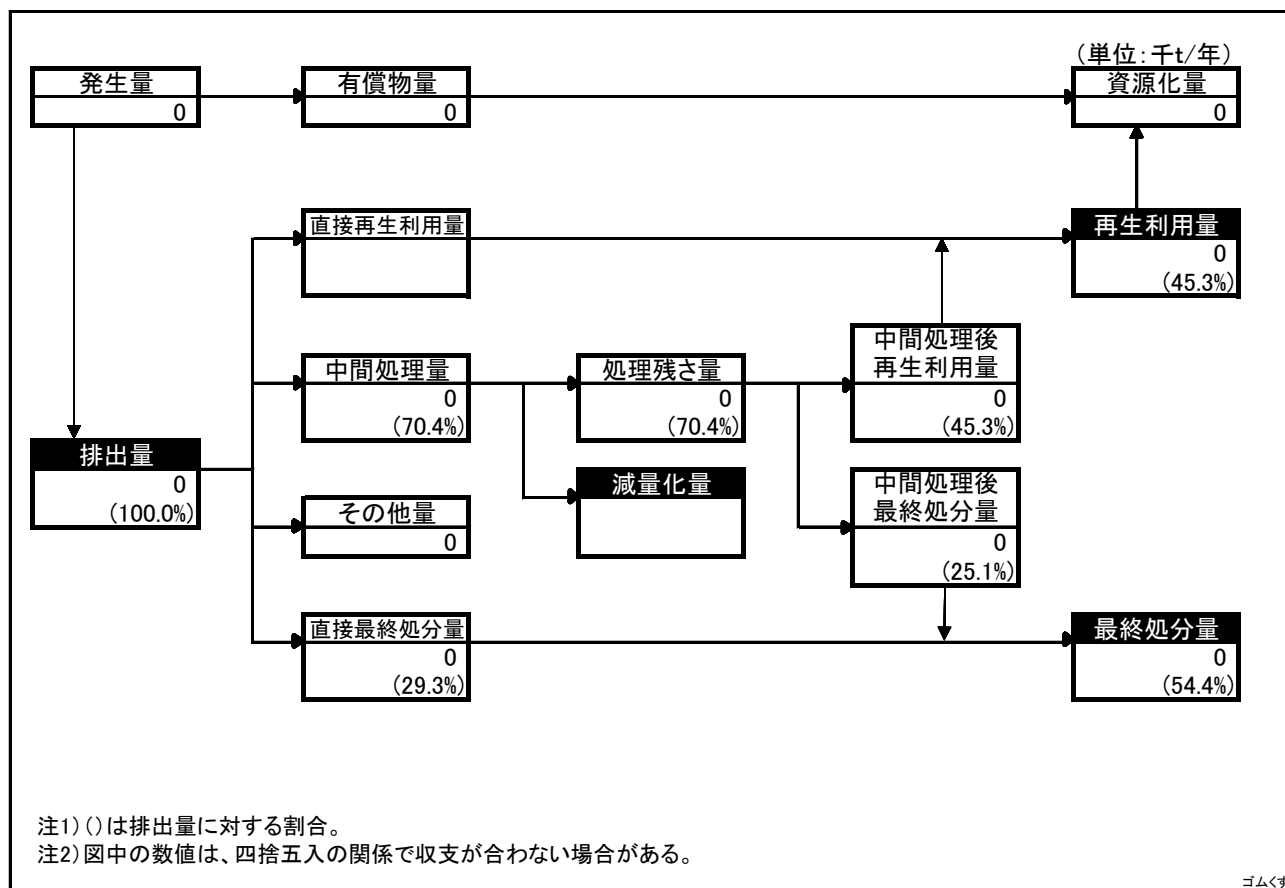 (単位:千t/年)
発生量
0
有償物量
0
資源化量
0
直接再生利用量
再生利用量
0
(45.3%)
中間処理量
0
(70.4%)
処理残さ量
0
(70.4%)
中間処理後
再生利用量
0
(45.3%)
排出量
0
(100.0%)
減量化量
中間処理後
最終処分量
0
(25.1%)
その他量
0
直接最終処分量
0
(29.3%)
最終処分量
0
(54.4%)
注1)()は排出量に対する割合。
注2)図中の数値は、四捨五入の関係で収支が合わない場合がある。
ゴムくず